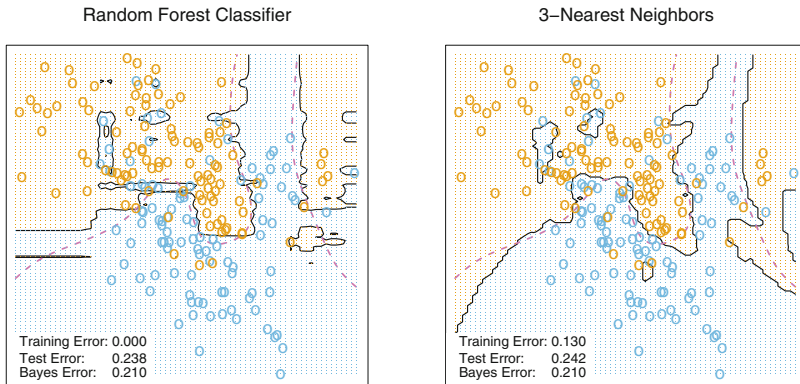 Random Forest Classifier
Training Error: 0.000
Test Error: 0.238
Bayes Error: 0.210
3−Nearest Neighbors
Training Error: 0.130
Test Error: 0.242
Bayes Error: 0.210